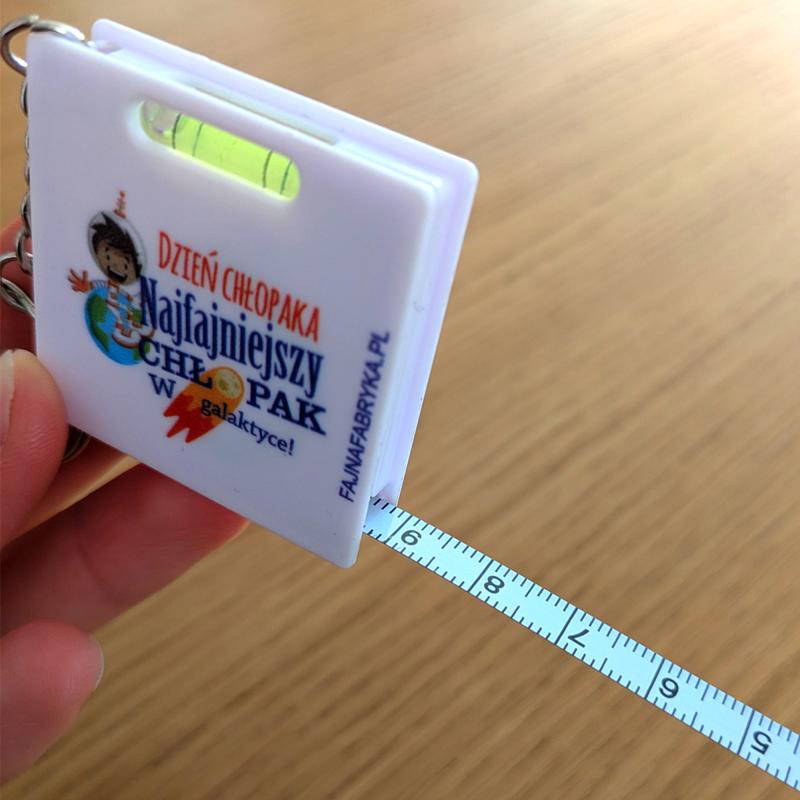 DZIEŃ CHŁOPAKA
Najfajniejszy
CHŁOPAK
W galaktyce!
FAJNAFABRYKA.PL
9 8 7 6 5